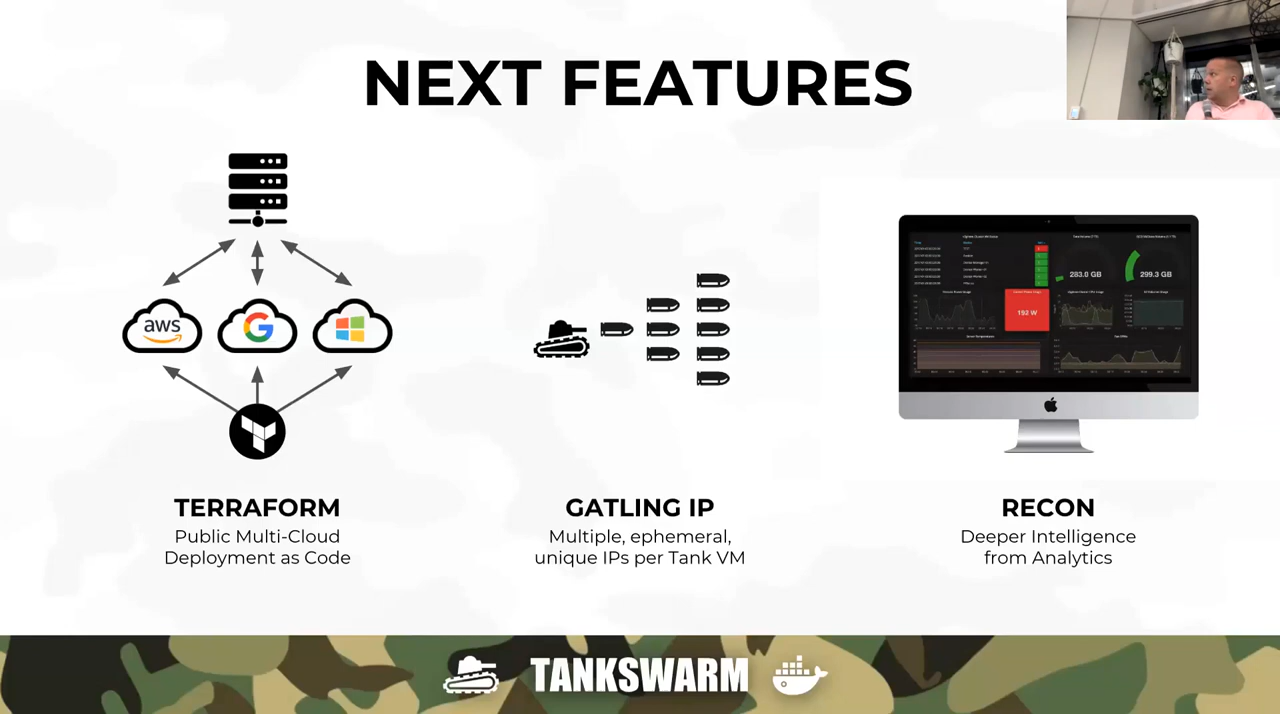 NEXT FEATURES
aws
G
283.0 GB
299.3 GB
192 W
TERRAFORM
Public Multi-Cloud
Deployment as Code
GATLING IP
Multiple, ephemeral,
unique IPs per Tank VM
RECON
Deeper Intelligence
from Analytics
TANKSWARM